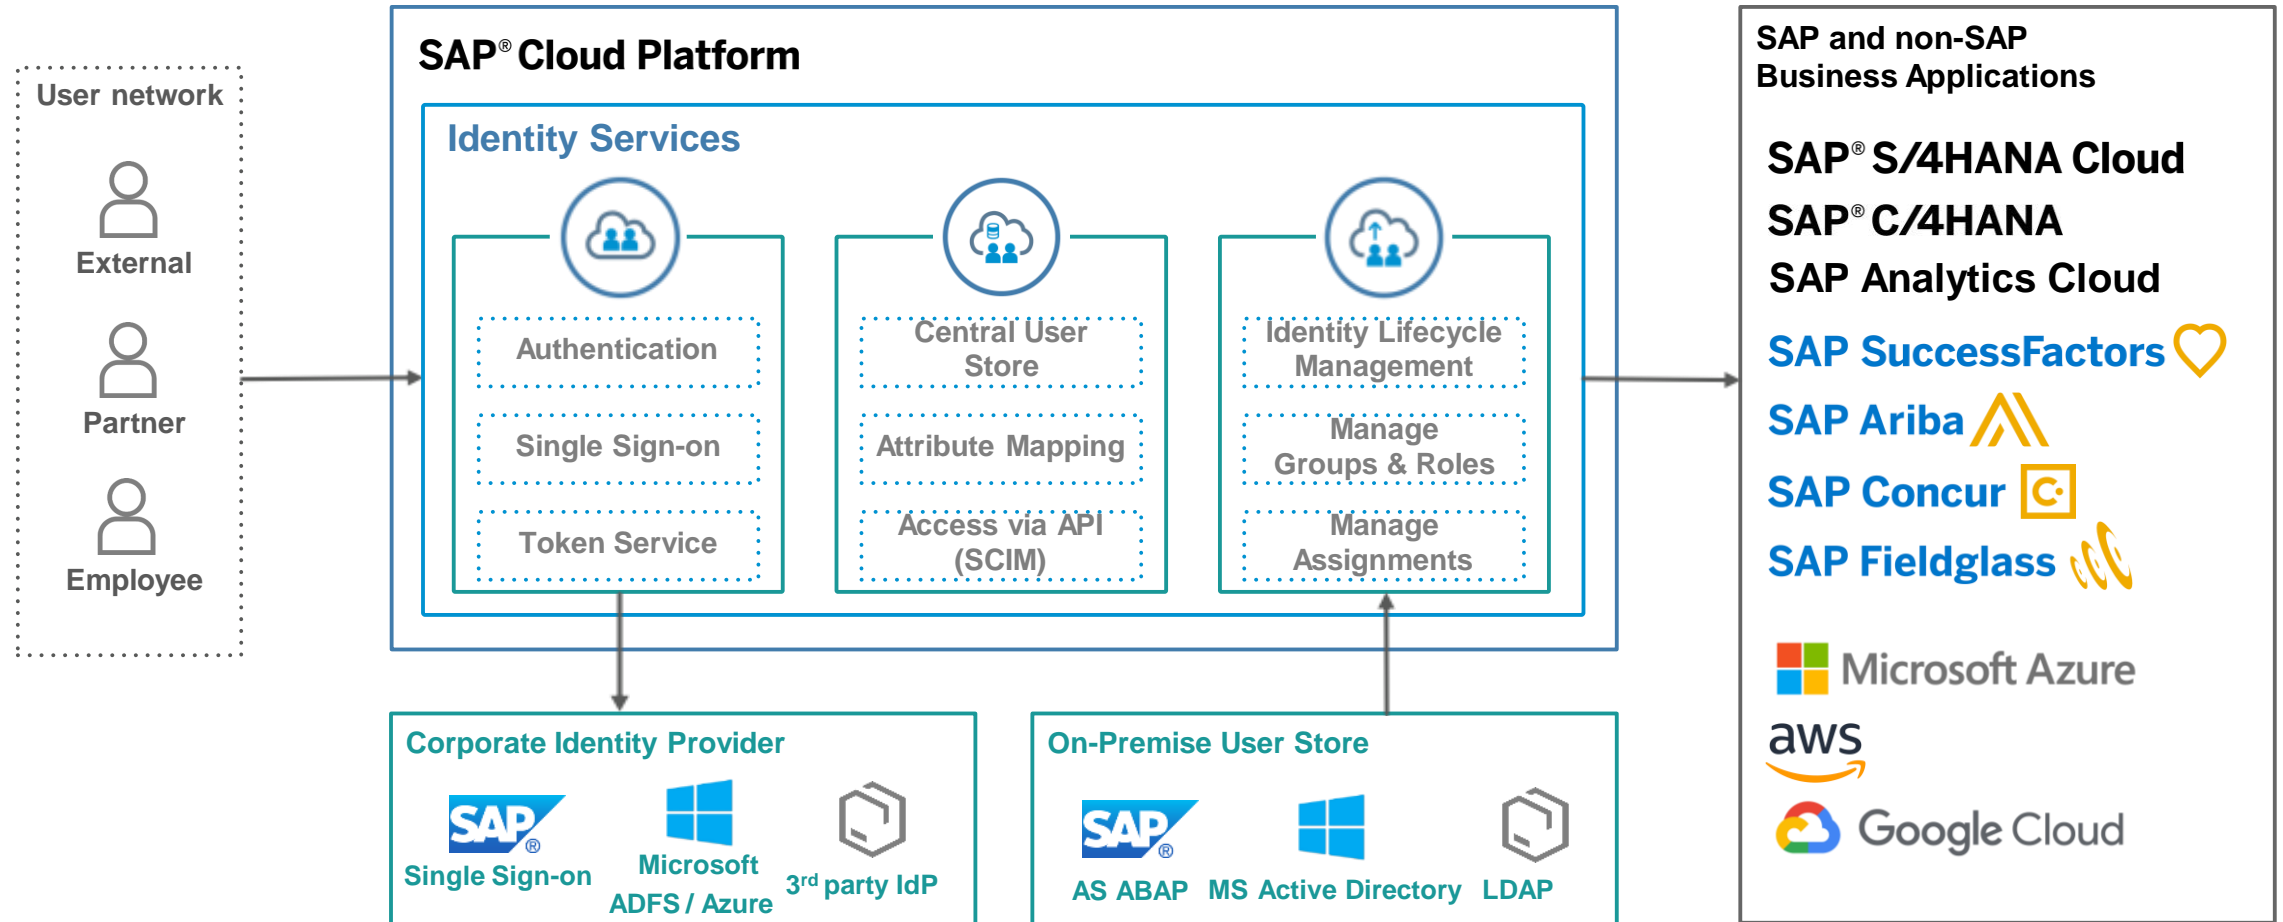 User network
External
Partner
Employee
SAP® Cloud Platform
Identity Services
Authentication
Single Sign-on
Token Service
Central User
Store
Attribute Mapping
Access via API
(SCIM)
Identity Lifecycle
Management
Manage
Groups & Roles
Manage
Assignments
Corporate Identity Provider
SAP®
Single Sign-on
Microsoft
ADFS / Azure
3rd party IdP
On-Premise User Store
SAP®
AS ABAP
MS Active Directory
LDAP
SAP and non-SAP
Business Applications
SAP® S/4HANA Cloud
SAP® C/4HANA
SAP Analytics Cloud
SAP SuccessFactors
SAP Ariba
SAP Concur C
SAP Fieldglass
Microsoft Azure
aws
Google Cloud